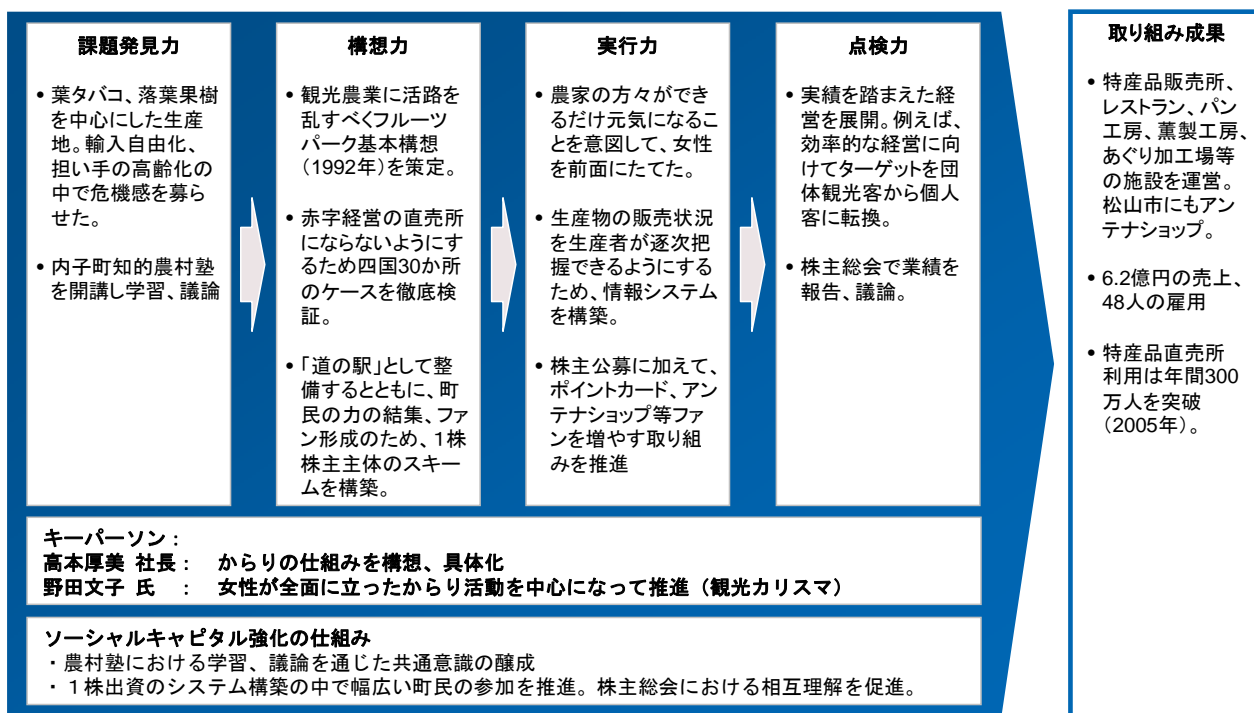 課題発見力
• 葉タバコ、落葉果樹
を中心にした生産
地。輸入自由化、
担い手の高齢化の
中で危機感を募ら
せた。
• 内子町知的農村塾
を開講し学習、議論
構想力
• 観光農業に活路を
乱すべくフルーツ
パーク基本構想
(1992年)を策定。
• 赤字経営の直売所
にならないようにす
るため四国30か所
のケースを徹底検
証。
• 「道の駅」として整
備するとともに、町
民の力の結集、ファ
ン形成のため、1株
株主主体のスキー
ムを構築。
実行力
• 農家の方々ができ
るだけ元気になるこ
とを意図して、女性
を前面にたてた。
• 生産物の販売状況
を生産者が逐次把
握できるようにする
ため、情報システム
を構築。
• 株主公募に加えて、
ポイントカード、アン
テナショップ等ファ
ンを増やす取り組
みを推進
点検力
• 実績を踏まえた経
営を展開。例えば、
効率的な経営に向
けてターゲットを団
体観光客から個人
客に転換。
• 株主総会で業績を
報告、議論。
取り組み成果
• 特産品販売所、
レストラン、パン
工房、薫製工房、
あぐり加工場等
の施設を運営。
松山市にもアン
テナショップ。
• 6.2億円の売上、
48人の雇用
• 特産品直売所
利用は年間300
万人を突破
(2005年)。
キーパーソン：
高本厚美 社長： からりの仕組みを構想、具体化
野田文子 氏 ： 女性が全面に立ったからり活動を中心になって推進（観光カリスマ）
ソーシャルキャピタル強化の仕組み
・農村塾における学習、議論を通じた共通意識の醸成
・１株出資のシステム構築の中で幅広い町民の参加を推進。株主総会における相互理解を促進。